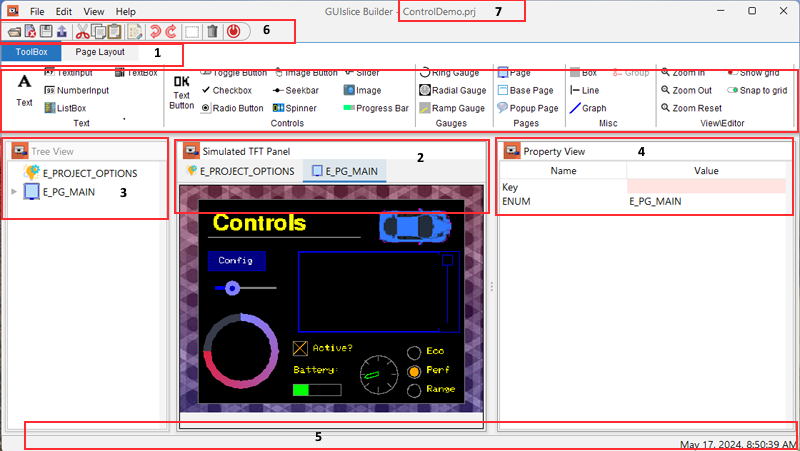 File Edit View Help GUIslice Builder - ControlDemo.prj 7
6
ToolBox Page Layout 1
Text
TextInput TextBox
NumberInput
ListBox
Text
Text Button
Toggle Button Image Button Slider
Checkbox Seekbar Image
Radio Button Spinner Progress Bar
Controls
Ring Gauge
Radial Gauge
Ramp Gauge
Gauges
Page
Base Page
Popup Page
Pages
Box Group
Line
Graph
Misc
Zoom In Show grid
Zoom Out Snap to grid
Zoom Reset
View\Editor
Tree View
E_PROJECT_OPTIONS
E_PG_MAIN
3
Simulated TFT Panel 2
E_PROJECT_OPTIONS E_PG_MAIN
Controls
Config
Active?
Battery:
Eco
Perf
Range
Property View 4
Name Value
Key
ENUM E_PG_MAIN
5
May 17, 2024, 8:50:39 AM